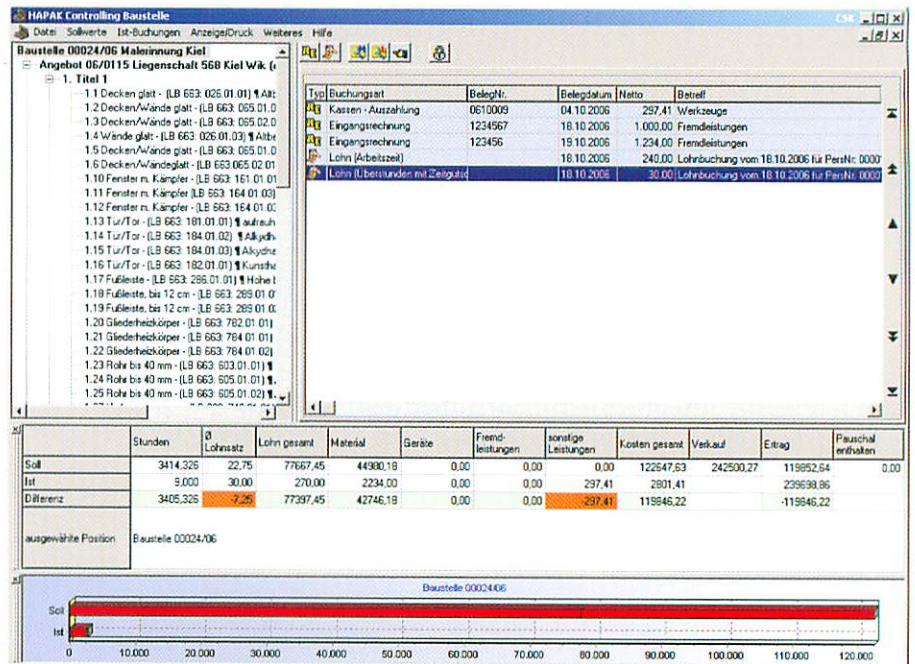 HAPAK Controlling Baustelle
Datei Sollwerte Ist-Buchungen Anzeige/Druck Weiteres Hilfe
Baustelle 00024/06 Malerinnung Kiel
Angebot 06/0115 Liegenschaft 568 Kiel Wik (
1. Titel 1
1.1 Decken glatt - (LB 663: 026.01.01) ¶ Altb
1.2 Decken/Wände glatt - (LB 663: 065.01.0
1.3 Decken/Wände glatt - (LB 663: 065.02.0
1.4 Wände glatt - (LB 663: 026.01.03) ¶ Altbe
1.5 Decken/Wände glatt - (LB 663: 065.01.0
1.6 Decken/Wändeglatt - (LB 663 065 02 01
1.10 Fenster m. Kämpfer - (LB 663: 161.01.01
1.11 Fenster m. Kämpfer (LB 663: 164 01 03)
1.12 Fenster m. Kämpfer - (LB 663: 164 01 03
1.13 Tür/Tor - (LB 663: 181.01.01) ¶ aufrauh
1.14 Tür/Tor - (LB 663: 184.01.02) ¶ Alkydh
1.15 Tür/Tor - (LB 663: 184.01.03) ¶ Alkydha
1.16 Tür/Tor - (LB 663: 182.01.01) ¶ Kunstha
1.17 Fußleiste - (LB 663: 286.01.01) ¶ Höhe b
1.18 Fußleiste, bis 12 cm - (LB 663: 289 01 0
1.19 Fußleiste, bis 12 cm - (LB 663: 289 01 0
1.20 Gliederheizkörper - (LB 663: 782 01 01)
1.21 Gliederheizkörper - (LB 663: 784 01 01)
1.22 Gliederheizkörper - (LB 663: 784 01 02)
1.23 Rohr bis 40 mm - (LB 663: 603.01.01) ¶
1.24 Rohr bis 40 mm - (LB 663: 605.01.01) ¶
1.25 Rohr bis 40 mm - (LB 663: 605.01.02) ¶
Typ Buchungsart BelegNr. Belegdatum Netto Betreff
Kassen - Auszahlung 0610009 04.10.2006 297,41 Werkzeuge
Eingangsrechnung 1234567 18.10.2006 1.000,00 Fremdleistungen
Eingangsrechnung 123456 19.10.2006 1.234,00 Fremdleistungen
Lohn (Arbeitszeit) 18.10.2006 240,00 Lohnbuchung vom 18.10.2006 für PersNr. 0000
Lohn (Überstunden mit Zeitgutsc 18.10.2006 30,00 Lohnbuchung vom 18.10.2006 für PersNr. 0000
Stunden Ø Lohnsatz Lohn gesamt Material Geräte Fremd-leistungen sonstige Leistungen Kosten gesamt Verkauf Ertrag Pauschal enthalten
Soll 3414,326 22,75 77667,45 44980,18 0,00 0,00 0,00 122647,63 242500,27 119852,64 0,00
Ist 9,000 30,00 270,00 2234,00 0,00 0,00 297,41 2801,41 239698,86
Differenz 3405,326 -7,25 77397,45 42746,18 0,00 0,00 -297,41 119846,22 -119846,22
ausgewählte Position Baustelle 00024/06
Baustelle 00024/06
Soll
Ist
0 10.000 20.000 30.000 40.000 50.000 60.000 70.000 80.000 90.000 100.000 110.000 120.000